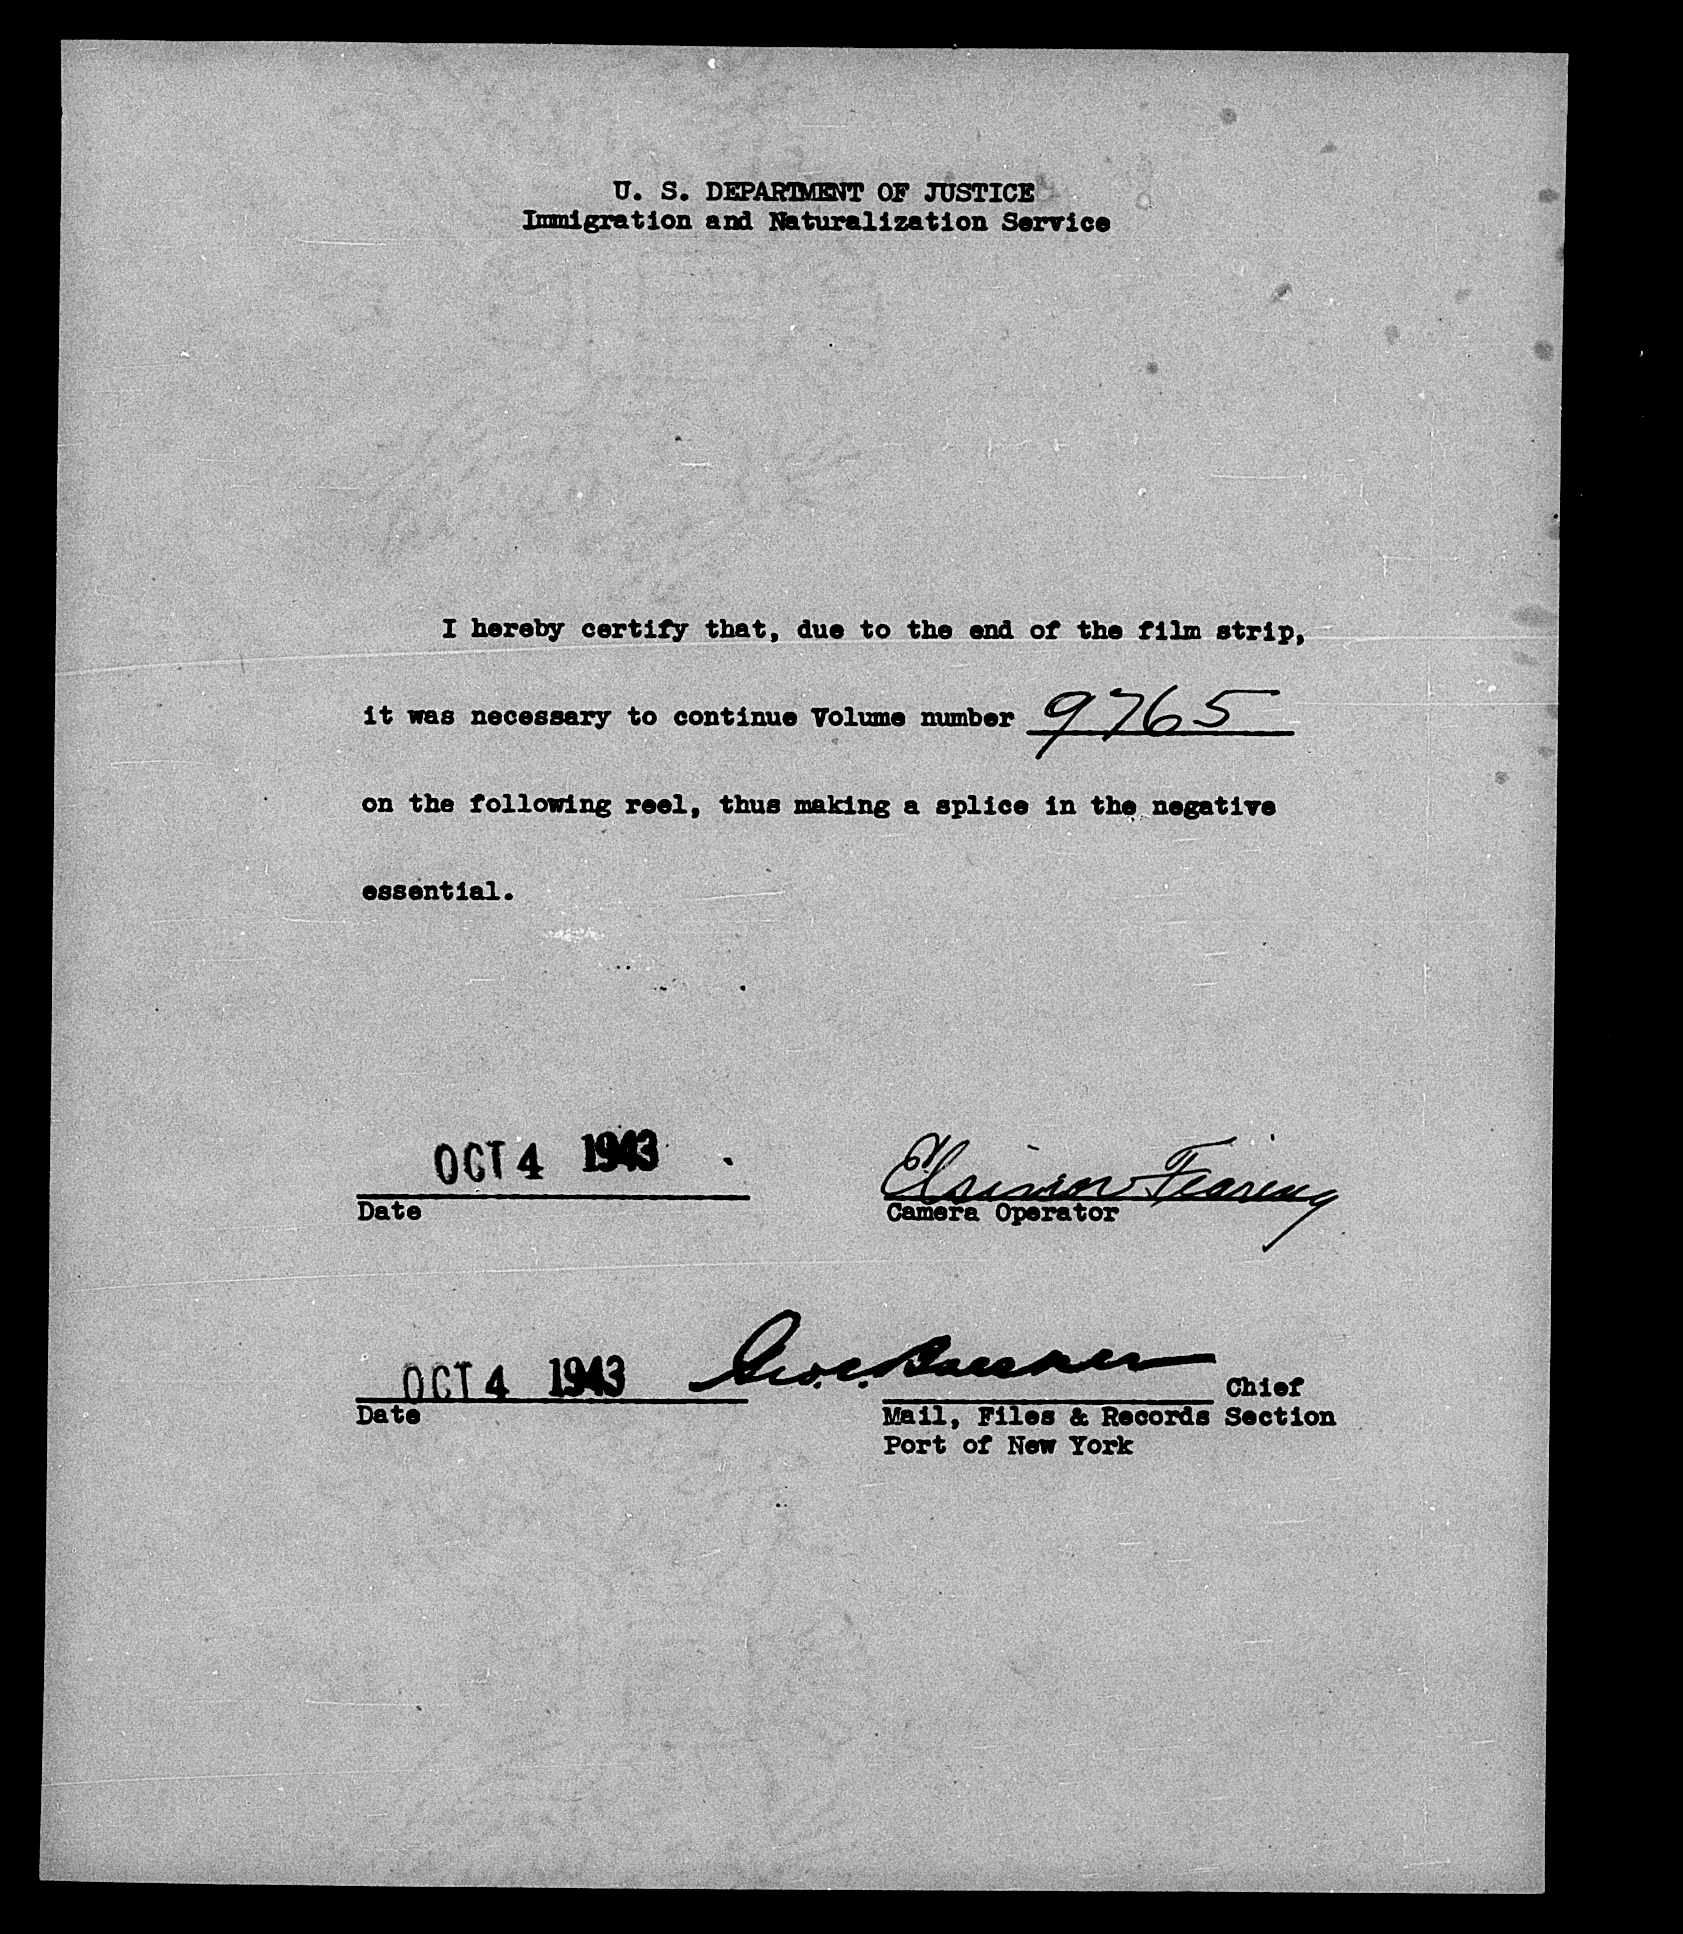 U. S. DEPARTMENT OF JUSTICE
Immigration and Naturalization Service
I hereby certify that, due to the end of the film strip,
it was necessary to continue Volume number 9765
on the following reel, thus making a splice in the negative
essential.
OCT 4 1943
Date
Camera Operator
OCT 4 1943 Geo. C.
Chief
Date
Mail, Files & Records Section
Port of New York